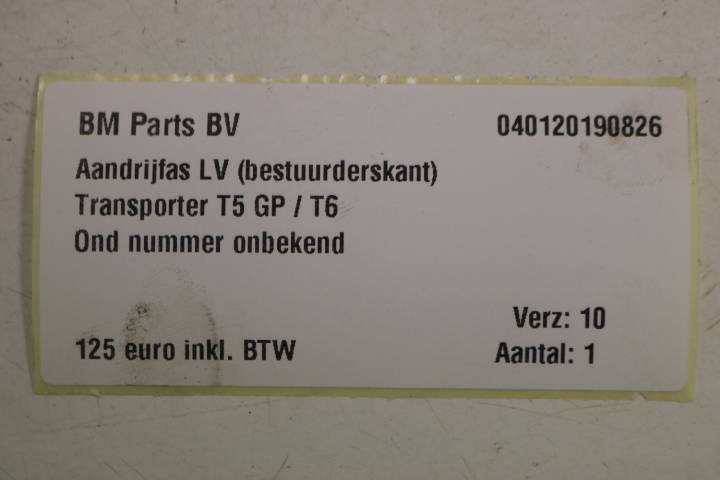 BM Parts BV 040120190826
Aandrijfas LV (bestuurderskant)
Transporter T5 GP / T6
Ond nummer onbekend
Verz: 10
125 euro inkl. BTW Aantal: 1